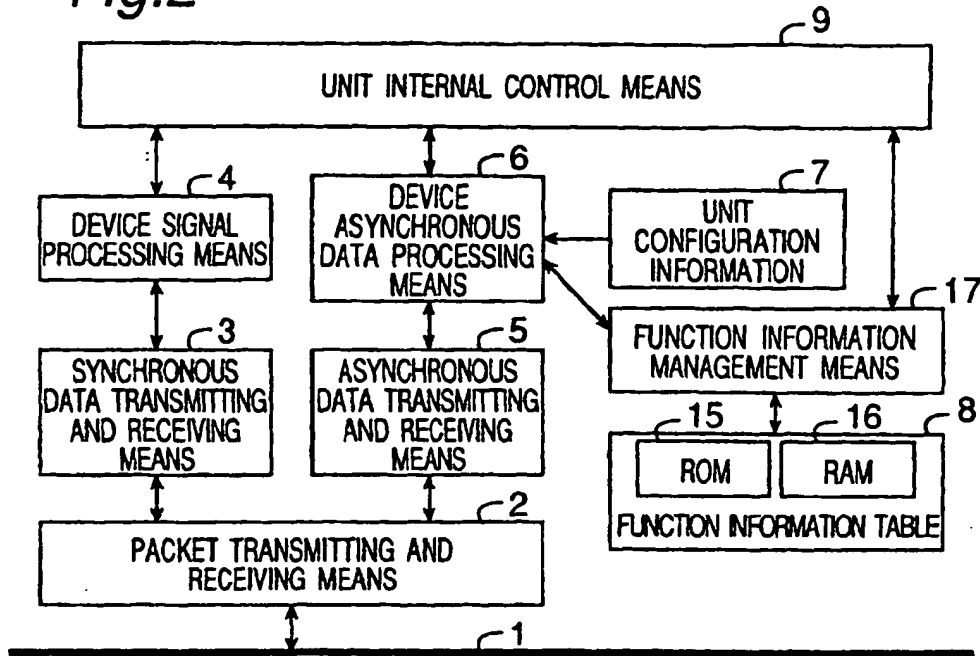 Fig.2
9
UNIT INTERNAL CONTROL MEANS
4
DEVICE SIGNAL
PROCESSING MEANS
6
DEVICE
ASYNCHRONOUS
DATA PROCESSING
MEANS
7
UNIT
CONFIGURATION
INFORMATION
3
SYNCHRONOUS
DATA TRANSMITTING
AND RECEIVING
MEANS
5
ASYNCHRONOUS
DATA TRANSMITTING
AND RECEIVING
MEANS
17
FUNCTION INFORMATION
MANAGEMENT MEANS
15
16
8
ROM
RAM
FUNCTION INFORMATION TABLE
2
PACKET TRANSMITTING AND
RECEIVING MEANS
1